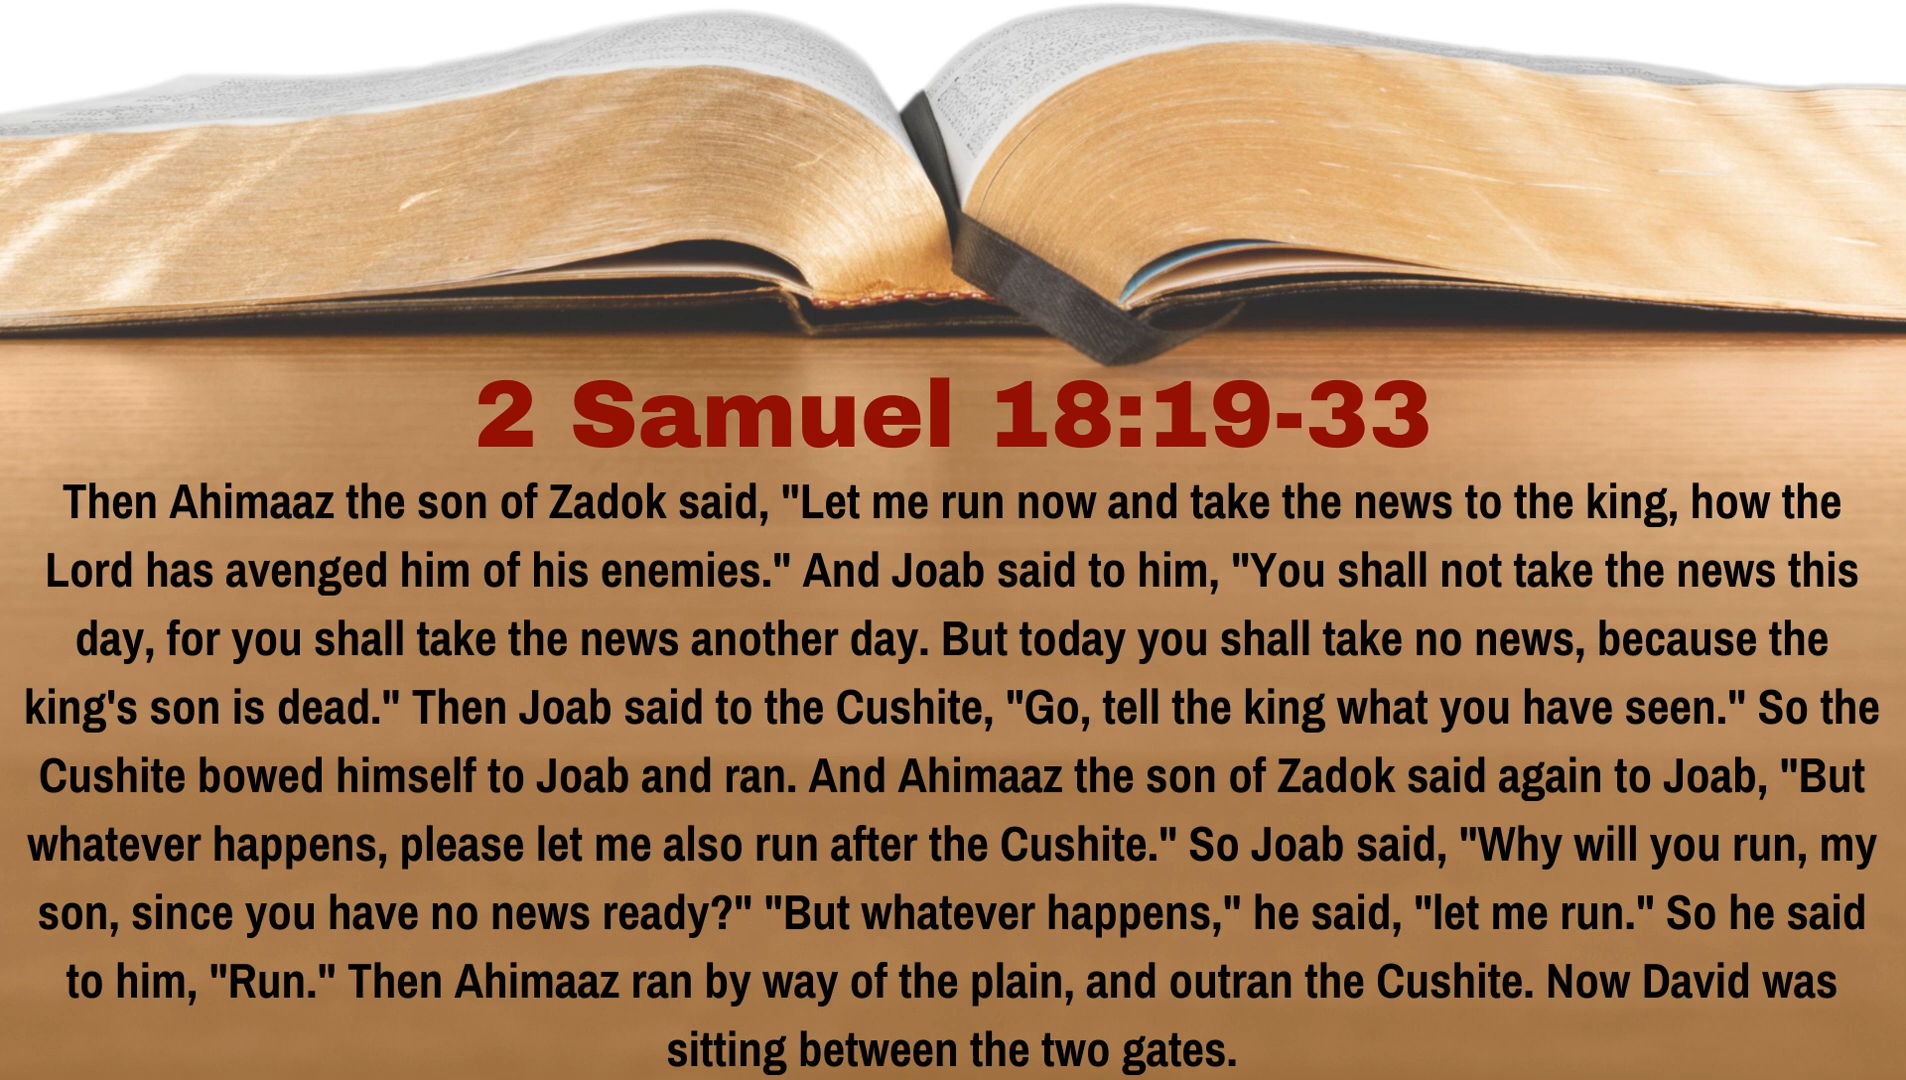 2 Samuel 18:19-33
Then Ahimaaz the son of Zadok said, "Let me run now and take the news to the king, how the
Lord has avenged him of his enemies." And Joab said to him, "You shall not take the news this
day, for you shall take the news another day. But today you shall take no news, because the
king's son is dead." Then Joab said to the Cushite, "Go, tell the king what you have seen." So the
Cushite bowed himself to Joab and ran. And Ahimaaz the son of Zadok said again to Joab, "But
whatever happens, please let me also run after the Cushite." So Joab said, "Why will you run, my
son, since you have no news ready?" "But whatever happens," he said, "let me run." So he said
to him, "Run." Then Ahimaaz ran by way of the plain, and outran the Cushite. Now David was
sitting between the two gates.